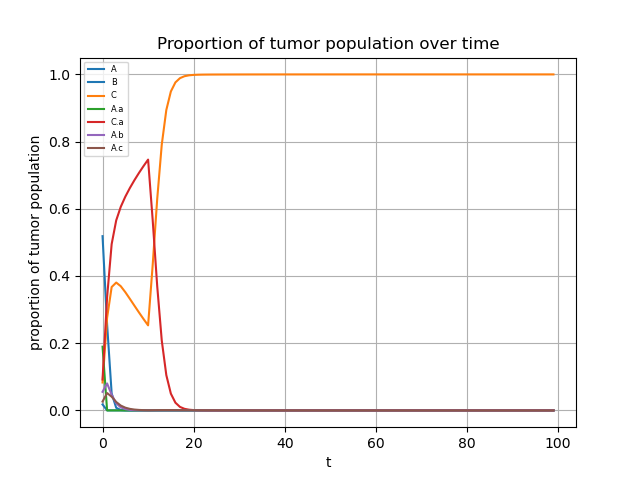 Proportion of tumor population over time
A
B
C
A.a
C.a
A.b
A.c
proportion of tumor population
1.0
0.8
0.6
0.4
0.2
0.0
0
20
40
60
80
100
t